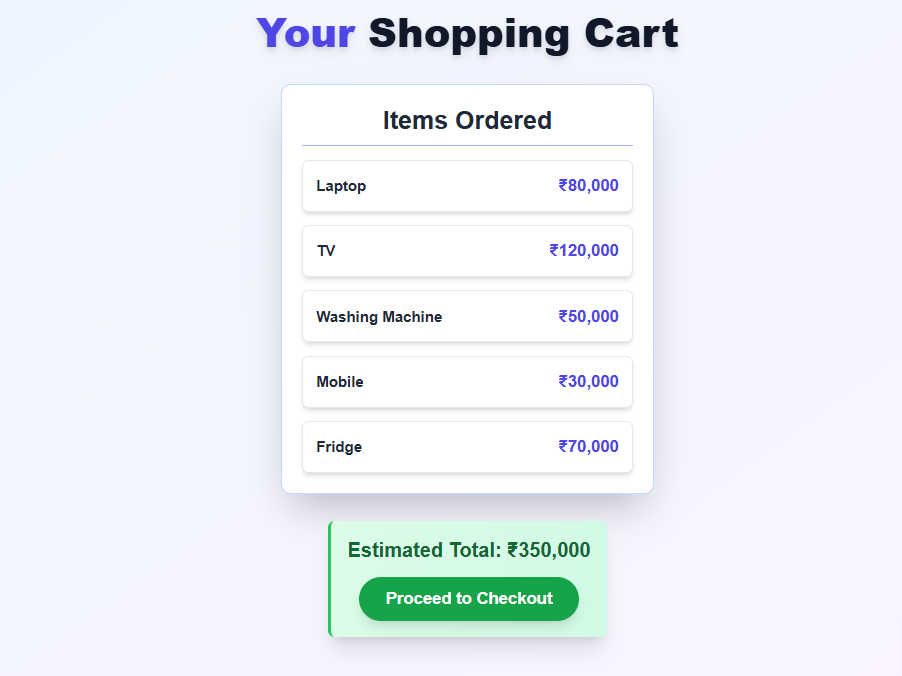 Your Shopping Cart
Items Ordered
Laptop ₹80,000
TV ₹120,000
Washing Machine ₹50,000
Mobile ₹30,000
Fridge ₹70,000
Estimated Total: ₹350,000
Proceed to Checkout